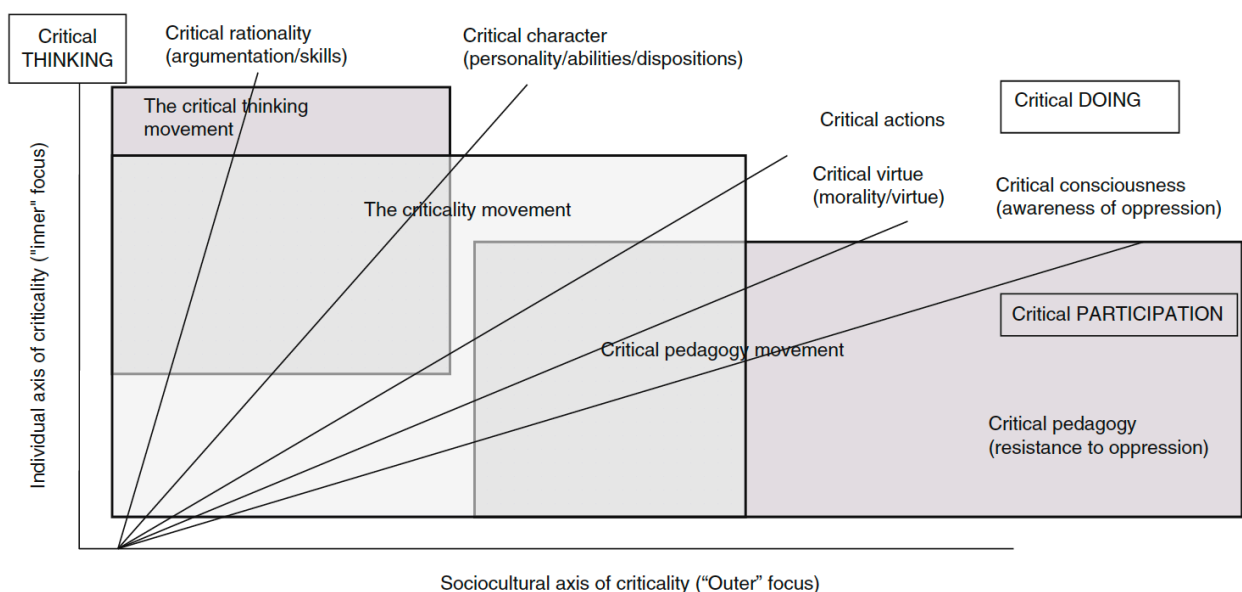 Critical
THINKING
Critical rationality
(argumentation/skills)
Critical character
(personality/abilities/dispositions)
The critical thinking
movement
Critical actions
Critical DOING
Critical virtue
(morality/virtue)
Critical consciousness
(awareness of oppression)
The criticality movement
Critical PARTICIPATION
Critical pedagogy movement
Critical pedagogy
(resistance to oppression)
Individual axis of criticality ("inner" focus)
Sociocultural axis of criticality (“Outer” focus)